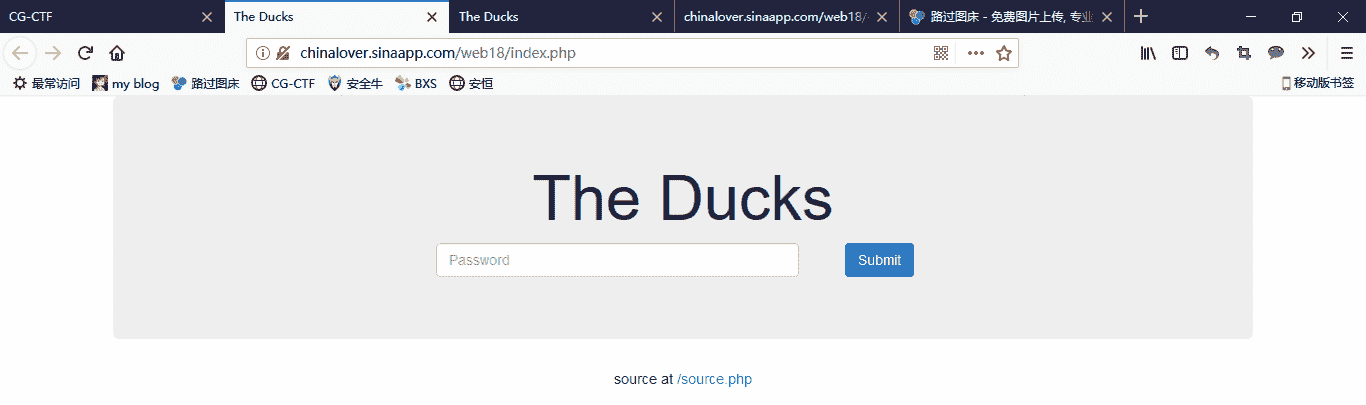 CG-CTF
The Ducks
The Ducks
chinalover.sinaapp.com/web18/
路过图床 - 免费图片上传, 专业
chinalover.sinaapp.com/web18/index.php
最常访问
my blog
路过图床
CG-CTF
安全牛
BXS
安恒
移动版书签
The Ducks
Password
Submit
source at /source.php